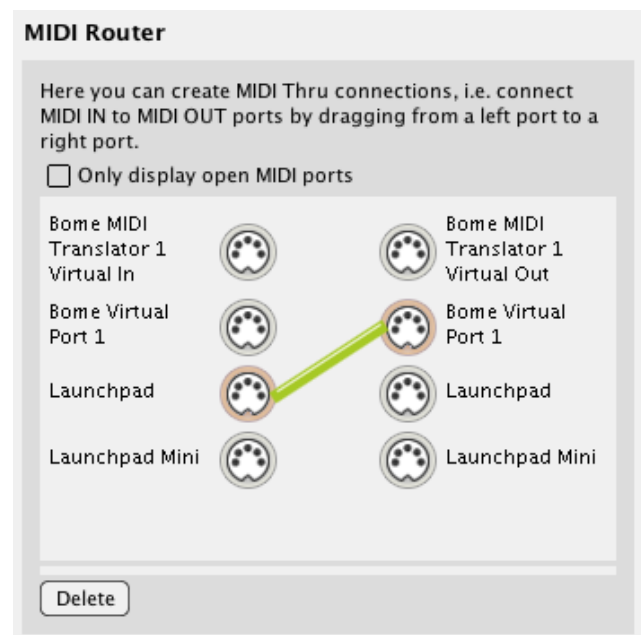 MIDI Router
Here you can create MIDI Thru connections, i.e. connect
MIDI IN to MIDI OUT ports by dragging from a left port to a
right port.
Only display open MIDI ports
Bome MIDI
Translator 1
Virtual In
Bome MIDI
Translator 1
Virtual Out
Bome Virtual
Port 1
Bome Virtual
Port 1
Launchpad
Launchpad
Launchpad Mini
Launchpad Mini
Delete